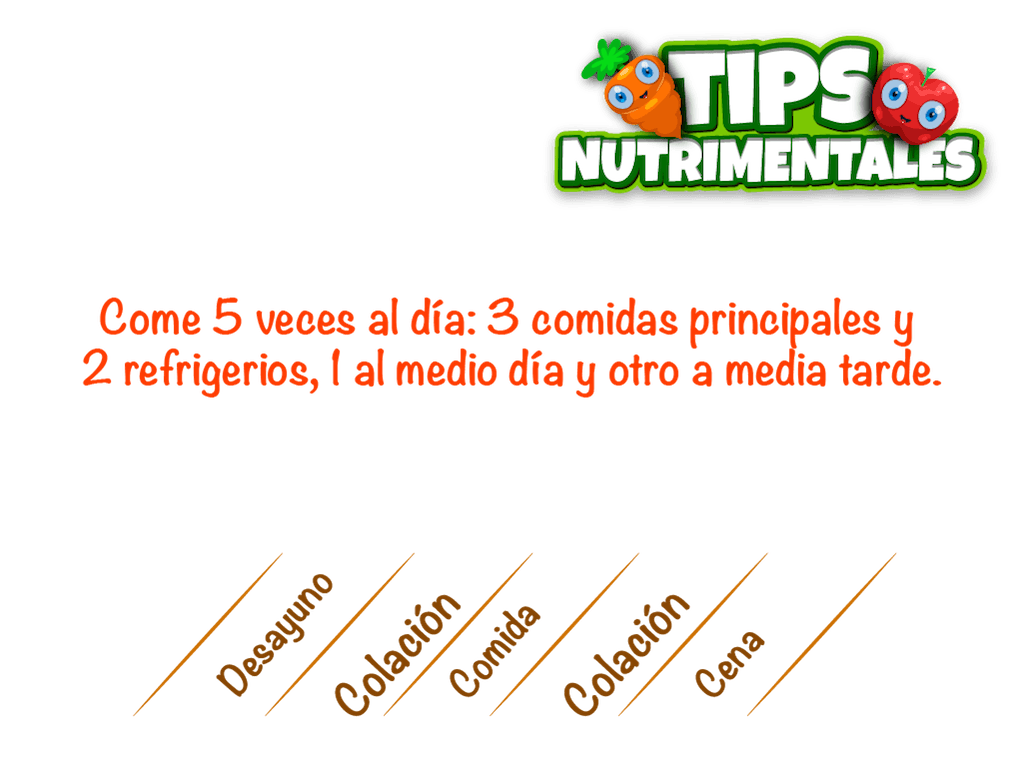 TIPS
NUTRIMENTALES
Come 5 veces al día: 3 comidas principales y
2 refrigerios, 1 al medio día y otro a media tarde.
Desayuno
Colación
Comida
Colación
Cena